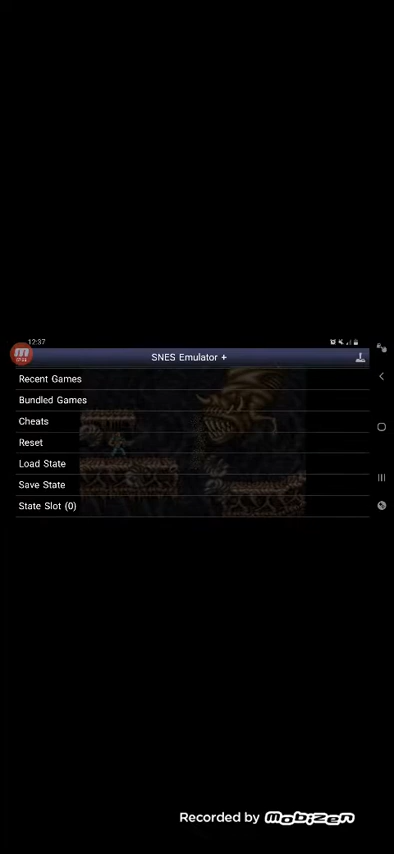 12:37
SNES Emulator +
Recent Games
Bundled Games
Cheats
Reset
Load State
Save State
State Slot (0)
Recorded by Mobizen